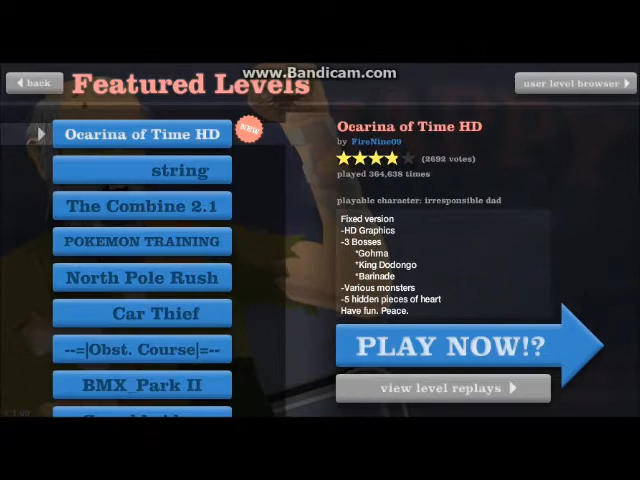 www.Bandicam.com
back
Featured Levels
user level browser
Ocarina of Time HD
NEW
string
The Combine 2.1
POKEMON TRAINING
North Pole Rush
Car Thief
--=|Obst. Course|=--
BMX_Park II
Ocarina of Time HD
by FireNine09
(2692 votes)
played 364,638 times
playable character: irresponsible dad
Fixed version
-HD Graphics
-3 Bosses
*Gohma
*King Dodongo
*Barinade
-Various monsters
-5 hidden pieces of heart
Have fun. Peace.
PLAY NOW!?
view level replays